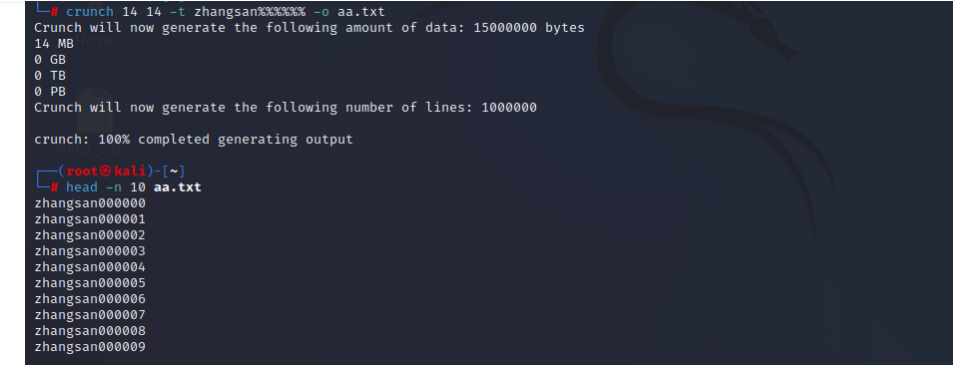 └─# crunch 14 14 -t zhangsan%%%%%% -o aa.txt
Crunch will now generate the following amount of data: 15000000 bytes
14 MB
0 GB
0 TB
0 PB
Crunch will now generate the following number of lines: 1000000
crunch: 100% completed generating output
┌──(root㉿kali)-[~]
└─# head -n 10 aa.txt
zhangsan000000
zhangsan000001
zhangsan000002
zhangsan000003
zhangsan000004
zhangsan000005
zhangsan000006
zhangsan000007
zhangsan000008
zhangsan000009